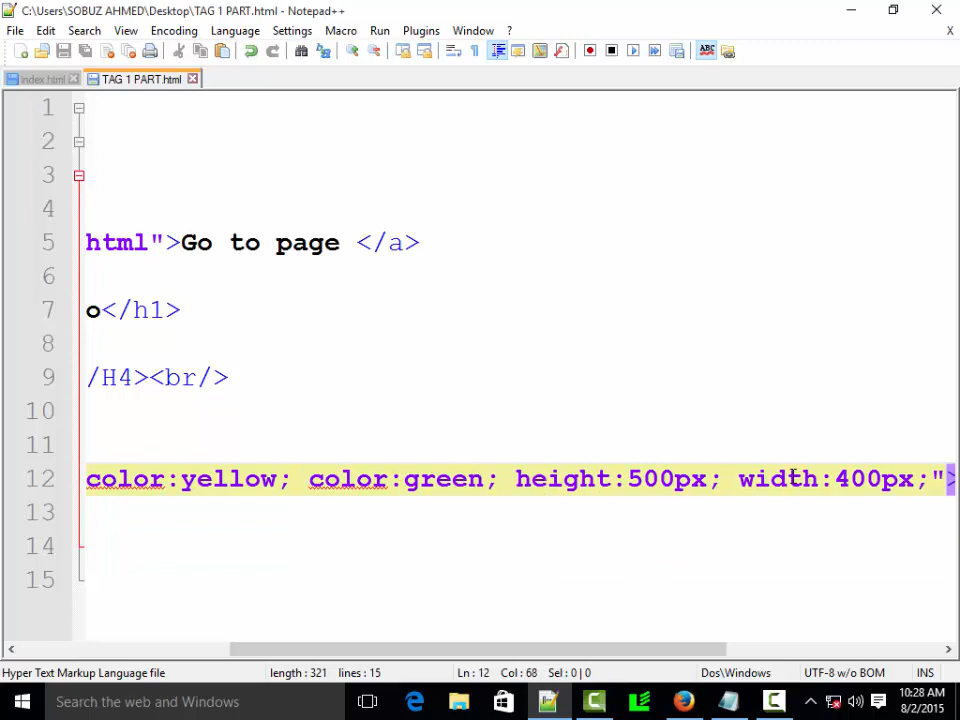 C:\Users\SOBUZ AHMED\Desktop\TAG 1 PART.html - Notepad++
File Edit Search View Encoding Language Settings Macro Run Plugins Window ? X
ABC
index.html TAG 1 PART.html
1
2
3
4
5 html">Go to page </a>
6
7 o</h1>
8
9 /H4><br/>
10
11
12 color:yellow; color:green; height:500px; width:400px;">
13
14
15
Hyper Text Markup Language file length : 321 lines : 15 Ln : 12 Col : 68 Sel : 0 | 0 Dos\Windows UTF-8 w/o BOM INS
Search the web and Windows
10:28 AM
8/2/2015